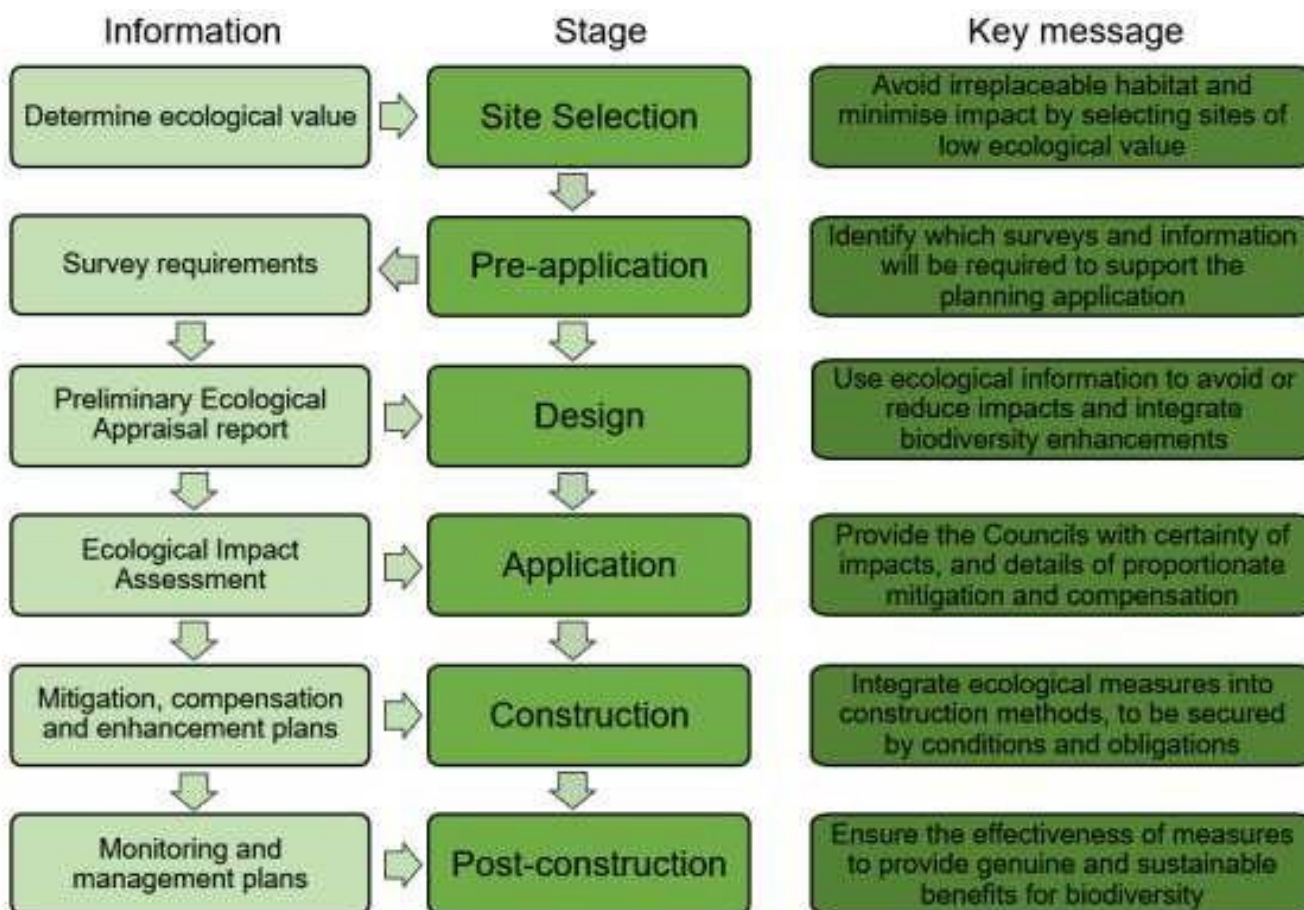 Information
Stage
Key message
Determine ecological value
Site Selection
Avoid irreplaceable habitat and
minimise impact by selecting sites of
low ecological value
Survey requirements
Pre-application
Identify which surveys and information
will be required to support the
planning application
Preliminary Ecological
Appraisal report
Design
Use ecological information to avoid or
reduce impacts and integrate
biodiversity enhancements
Ecological Impact
Assessment
Application
Provide the Councils with certainty of
impacts, and details of proportionate
mitigation and compensation
Mitigation, compensation
and enhancement plans
Construction
Integrate ecological measures into
construction methods, to be secured
by conditions and obligations
Monitoring and
management plans
Post-construction
Ensure the effectiveness of measures
to provide genuine and sustainable
benefits for biodiversity